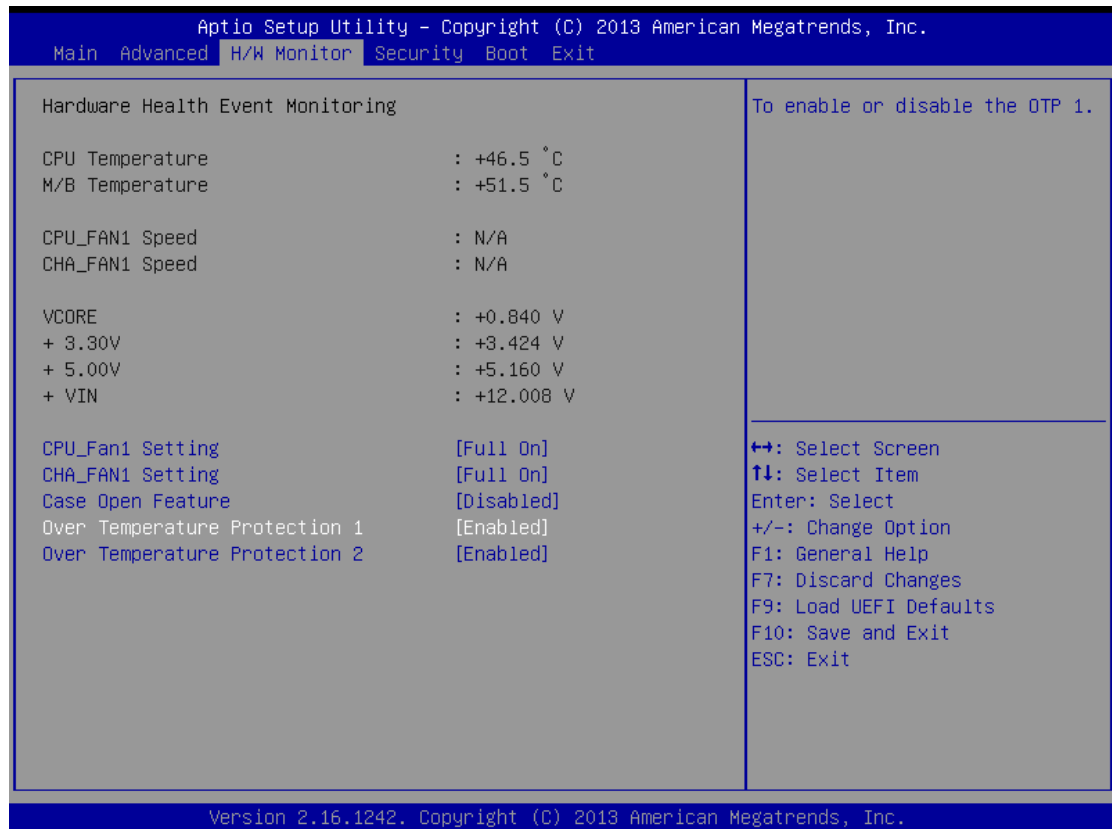 Aptio Setup Utility – Copyright (C) 2013 American Megatrends, Inc.
Main Advanced H/W Monitor Security Boot Exit
Hardware Health Event Monitoring
CPU Temperature : +46.5 °C
M/B Temperature : +51.5 °C
CPU_FAN1 Speed : N/A
CHA_FAN1 Speed : N/A
VCORE : +0.840 V
+ 3.30V : +3.424 V
+ 5.00V : +5.160 V
+ VIN : +12.008 V
CPU_Fan1 Setting [Full On]
CHA_FAN1 Setting [Full On]
Case Open Feature [Disabled]
Over Temperature Protection 1 [Enabled]
Over Temperature Protection 2 [Enabled]
To enable or disable the OTP 1.
↔: Select Screen
↑↓: Select Item
Enter: Select
+/-: Change Option
F1: General Help
F7: Discard Changes
F9: Load UEFI Defaults
F10: Save and Exit
ESC: Exit
Version 2.16.1242. Copyright (C) 2013 American Megatrends, Inc.